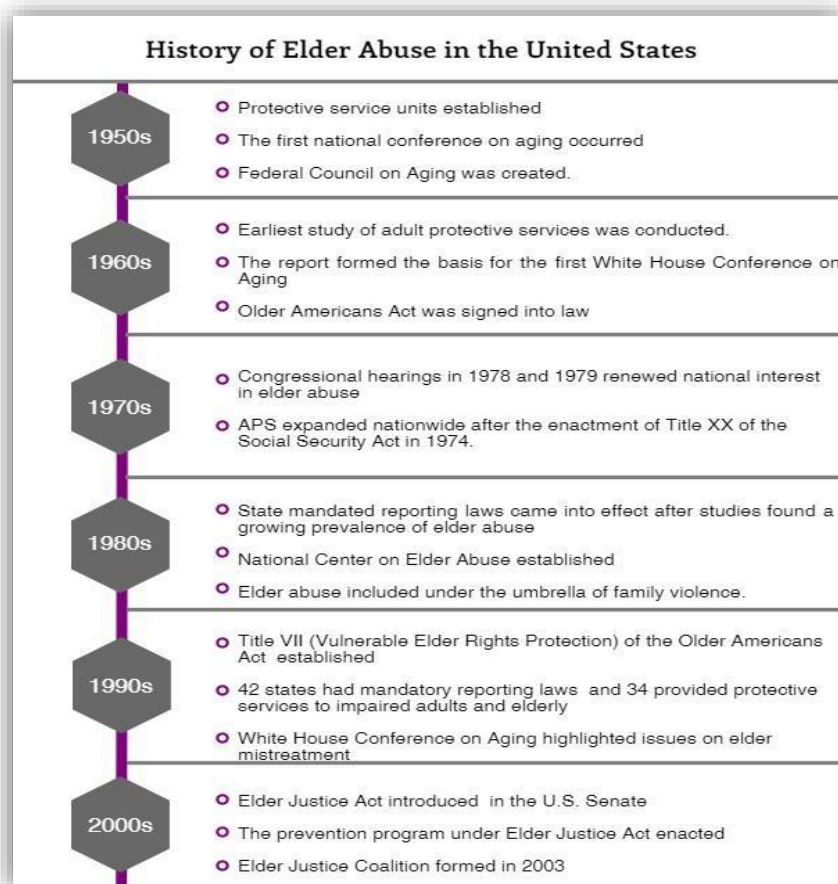 History of Elder Abuse in the United States
1950s
Protective service units established
The first national conference on aging occurred
Federal Council on Aging was created.
1960s
Earliest study of adult protective services was conducted.
The report formed the basis for the first White House Conference on
Aging
Older Americans Act was signed into law
1970s
Congressional hearings in 1978 and 1979 renewed national interest
in elder abuse
APS expanded nationwide after the enactment of Title XX of the
Social Security Act in 1974.
1980s
State mandated reporting laws came into effect after studies found a
growing prevalence of elder abuse
National Center on Elder Abuse established
Elder abuse included under the umbrella of family violence.
1990s
Title VII (Vulnerable Elder Rights Protection) of the Older Americans
Act established
42 states had mandatory reporting laws and 34 provided protective
services to impaired adults and elderly
White House Conference on Aging highlighted issues on elder
mistreatment
2000s
Elder Justice Act introduced in the U.S. Senate
The prevention program under Elder Justice Act enacted
Elder Justice Coalition formed in 2003